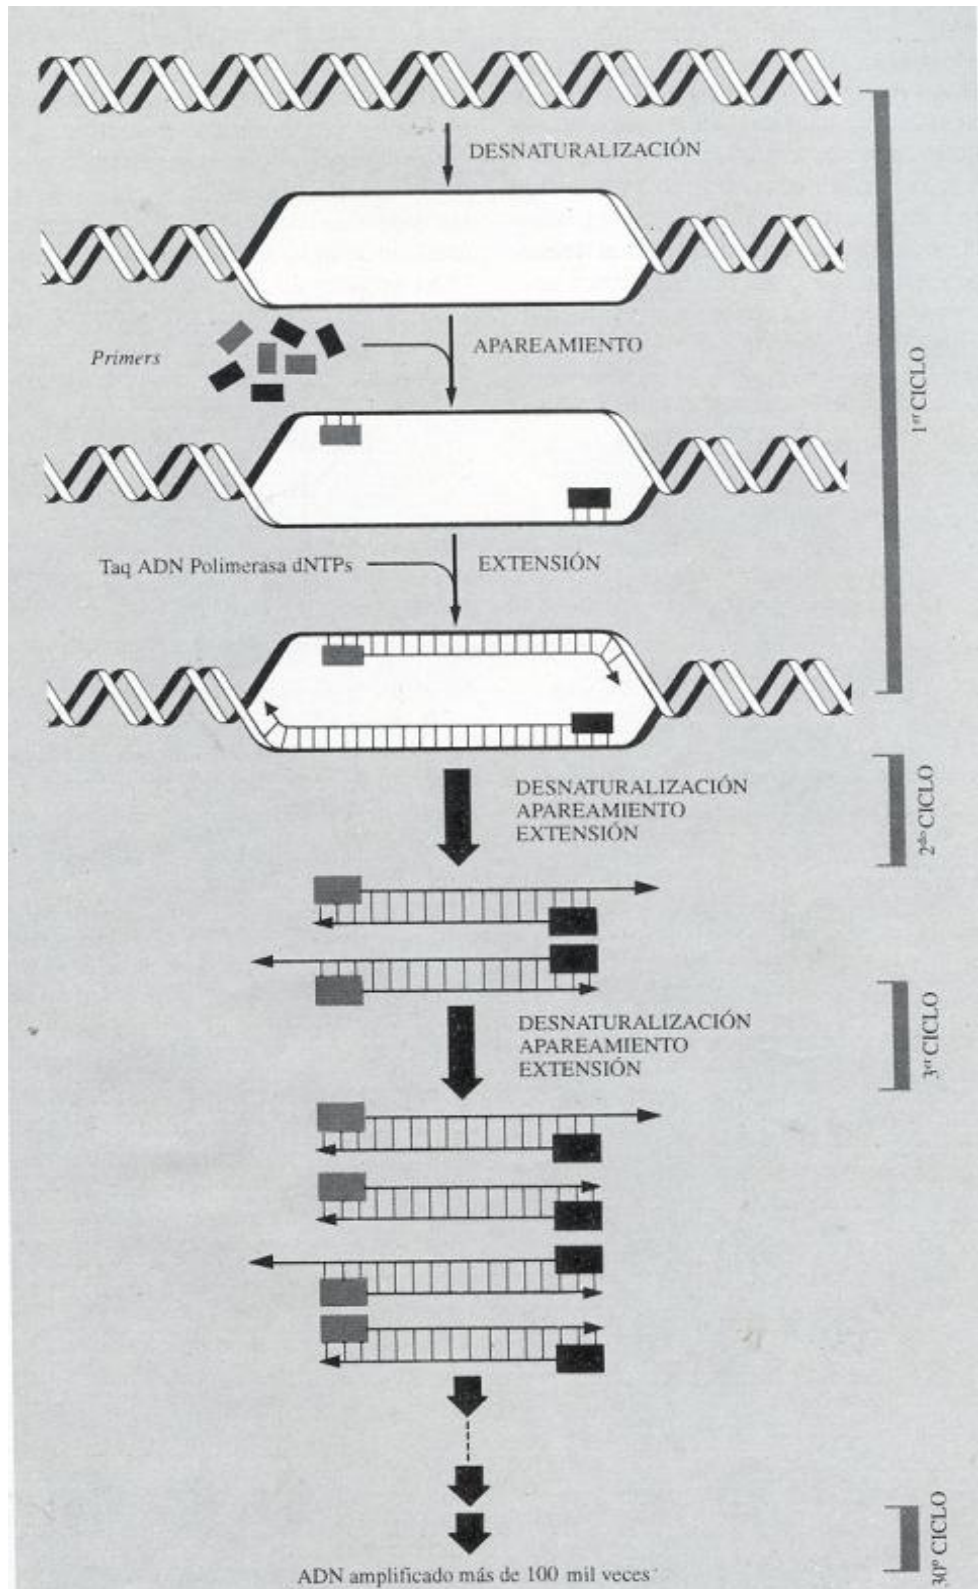 DESNATURALIZACIÓN
Primers
APAREAMIENTO
1er CICLO
Taq ADN Polimerasa dNTPs
EXTENSIÓN
DESNATURALIZACIÓN
APAREAMIENTO
EXTENSIÓN
2do CICLO
DESNATURALIZACIÓN
APAREAMIENTO
EXTENSIÓN
3er CICLO
30º CICLO
ADN amplificado más de 100 mil veces